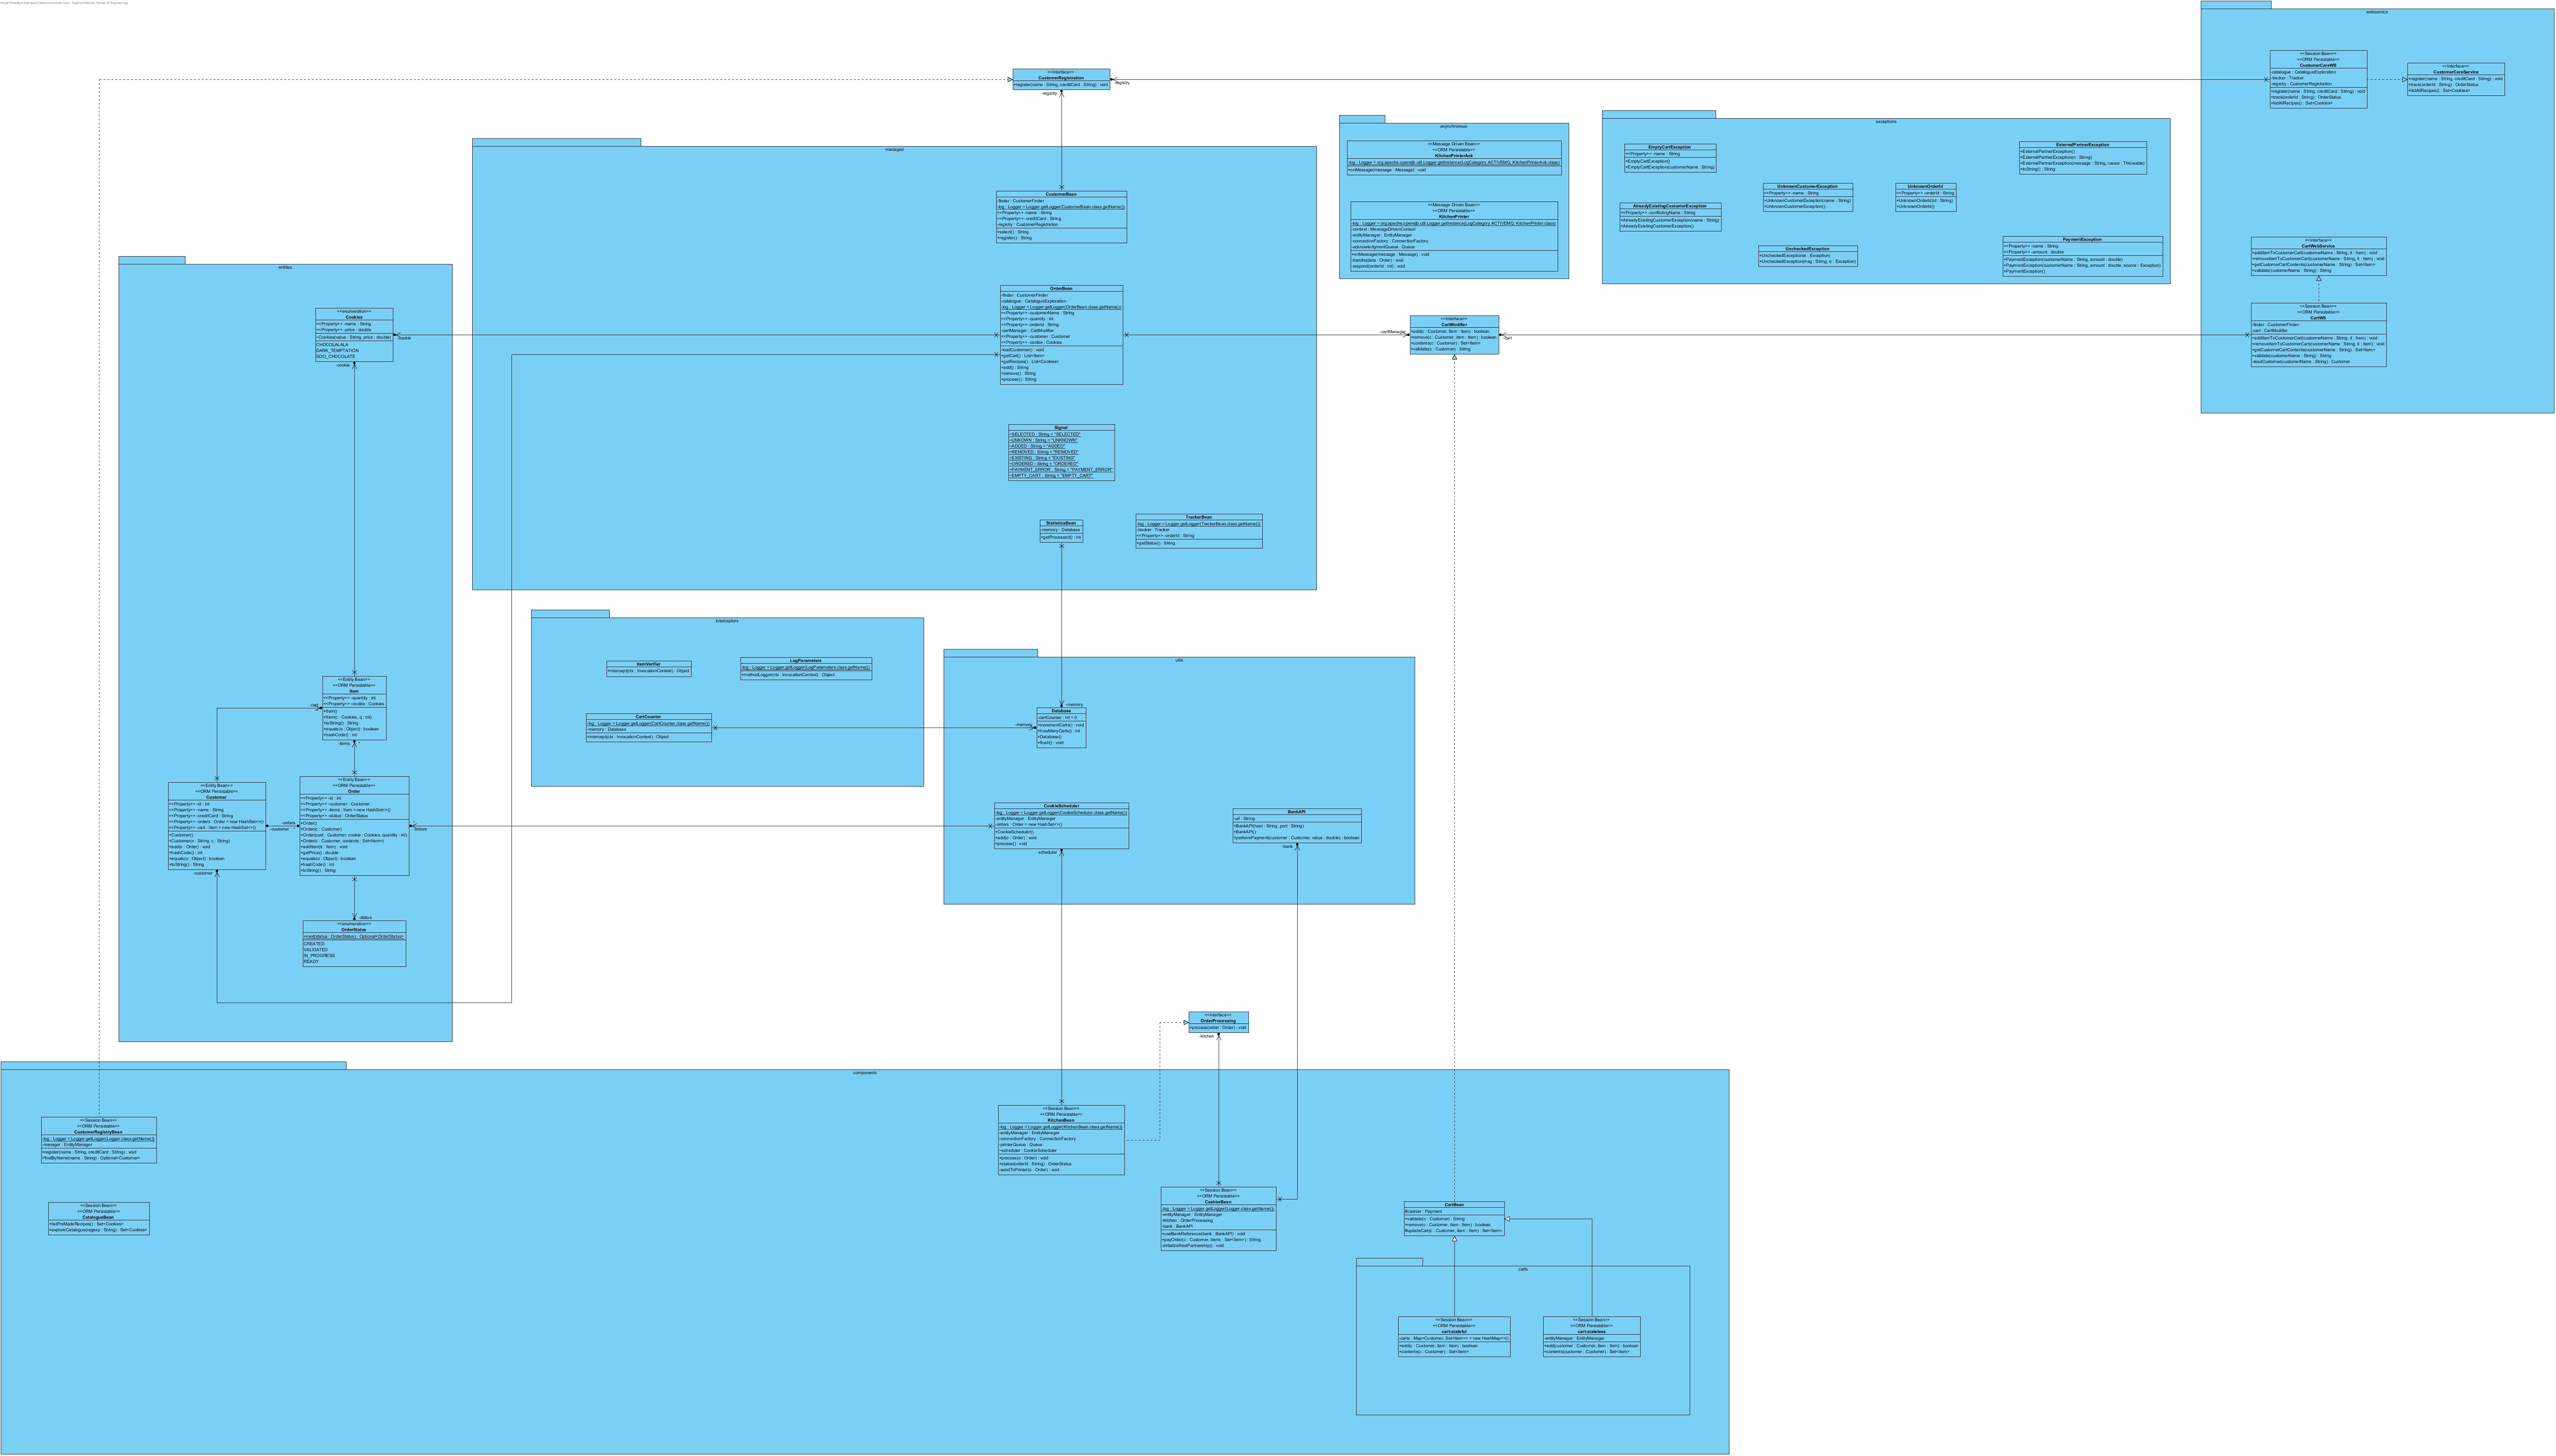 webservice
<<Session Bean>>
<<ORM Persistable>>
CustomerCareWS
-catalogue : CatalogueExploration
-tracker : Tracker
-registry : CustomerRegistration
+register(name : String, creditCard : String) : void
+track(orderId : String) : OrderStatus
+listAllRecipes() : Set<Cookies>
<<Interface>>
CustomerCareService
+register(name : String, creditCard : String) : void
+track(orderId : String) : OrderStatus
+listAllRecipes() : Set<Cookies>
<<Interface>>
CartWebService
+addItemToCustomerCart(customerName : String, it : Item) : void
+removeItemToCustomerCart(customerName : String, it : Item) : void
+getCustomerCartContents(customerName : String) : Set<Item>
+validate(customerName : String) : String
<<Session Bean>>
<<ORM Persistable>>
CartWS
-finder : CustomerFinder
-cart : CartModifier
+addItemToCustomerCart(customerName : String, it : Item) : void
+removeItemToCustomerCart(customerName : String, it : Item) : void
+getCustomerCartContents(customerName : String) : Set<Item>
+validate(customerName : String) : String
-readCustomer(customerName : String) : Customer
<<Interface>>
CustomerRegistration
+register(name : String, creditCard : String) : void
-registry
-registry
managed
CustomerBean
-finder : CustomerFinder
-log : Logger = Logger.getLogger(CustomerBean.class.getName())
<<Property>> -name : String
<<Property>> -creditCard : String
-registry : CustomerRegistration
+select() : String
+register() : String
OrderBean
-finder : CustomerFinder
-catalogue : CatalogueExploration
-log : Logger = Logger.getLogger(OrderBean.class.getName())
<<Property>> -customerName : String
<<Property>> -quantity : int
<<Property>> -orderId : String
-cartManager : CartModifier
<<Property>> -customer : Customer
<<Property>> -cookie : Cookies
-loadCustomer() : void
+getCart() : List<Item>
+getRecipes() : List<Cookies>
+add() : String
+remove() : String
+process() : String
Signal
~SELECTED : String = "SELECTED"
~UNKOWN : String = "UNKNOWN"
~ADDED : String = "ADDED"
~REMOVED : String = "REMOVED"
~EXISTING : String = "EXISTING"
~ORDERED : String = "ORDERED"
~PAYMENT_ERROR : String = "PAYMENT_ERROR"
~EMPTY_CART : String = "EMPTY_CART"
StatisticsBean
-memory : Database
+getProcessed() : int
TrackerBean
-log : Logger = Logger.getLogger(TrackerBean.class.getName())
-tracker : Tracker
<<Property>> -orderId : String
+getStatus() : String
asynchronous
<<Message Driven Bean>>
<<ORM Persistable>>
KitchenPrinterAck
-log : Logger = org.apache.openejb.util.Logger.getInstance(LogCategory.ACTIVEMQ, KitchenPrinterAck.class)
+onMessage(message : Message) : void
<<Message Driven Bean>>
<<ORM Persistable>>
KitchenPrinter
-log : Logger = org.apache.openejb.util.Logger.getInstance(LogCategory.ACTIVEMQ, KitchenPrinter.class)
-context : MessageDrivenContext
-entityManager : EntityManager
-connectionFactory : ConnectionFactory
-acknowledgmentQueue : Queue
+onMessage(message : Message) : void
-handle(data : Order) : void
-respond(orderId : int) : void
exceptions
EmptyCartException
<<Property>> -name : String
+EmptyCartException()
+EmptyCartException(customerName : String)
ExternalPartnerException
+ExternalPartnerException()
+ExternalPartnerException(n : String)
+ExternalPartnerException(message : String, cause : Throwable)
+toString() : String
UnknownCustomerException
<<Property>> -name : String
+UnknownCustomerException(name : String)
+UnknownCustomerException()
UnknownOrderId
<<Property>> -orderId : String
+UnknownOrderId(id : String)
+UnknownOrderId()
AlreadyExistingCustomerException
<<Property>> -conflictingName : String
+AlreadyExistingCustomerException(name : String)
+AlreadyExistingCustomerException()
UncheckedException
+UncheckedException(e : Exception)
+UncheckedException(msg : String, e : Exception)
PaymentException
<<Property>> -name : String
<<Property>> -amount : double
+PaymentException(customerName : String, amount : double)
+PaymentException(customerName : String, amount : double, source : Exception)
+PaymentException()
<<Interface>>
CartModifier
+add(c : Customer, item : Item) : boolean
+remove(c : Customer, item : Item) : boolean
+contents(c : Customer) : Set<Item>
+validate(c : Customer) : String
-cartManager
-cart
entities
<<enumeration>>
Cookies
<<Property>> -name : String
<<Property>> -price : double
~Cookies(value : String, price : double)
CHOCOLALALA
DARK_TEMPTATION
SOO_CHOCOLATE
-cookie
-cookie
<<Entity Bean>>
<<ORM Persistable>>
Item
<<Property>> -quantity : int
<<Property>> -cookie : Cookies
+Item()
+Item(c : Cookies, q : int)
+toString() : String
+equals(o : Object) : boolean
+hashCode() : int
-cart
-items
*
<<Entity Bean>>
<<ORM Persistable>>
Customer
<<Property>> -id : int
<<Property>> -name : String
<<Property>> -creditCard : String
<<Property>> -orders : Order = new HashSet<>()
<<Property>> -cart : Item = new HashSet<>()
+Customer()
+Customer(n : String, c : String)
+add(o : Order) : void
+hashCode() : int
+equals(o : Object) : boolean
+toString() : String
-orders
-customer
*
-customer
<<Entity Bean>>
<<ORM Persistable>>
Order
<<Property>> -id : int
<<Property>> -customer : Customer
<<Property>> -items : Item = new HashSet<>()
<<Property>> -status : OrderStatus
+Order()
+Order(c : Customer)
+Order(cust : Customer, cookie : Cookies, quantity : int)
+Order(c : Customer, contents : Set<Item>)
+addItem(it : Item) : void
+getPrice() : double
+equals(o : Object) : boolean
+hashCode() : int
+toString() : String
*
-orders
-status
<<enumeration>>
OrderStatus
+next(status : OrderStatus) : Optional<OrderStatus>
CREATED
VALIDATED
IN_PROGRESS
READY
interceptors
ItemVerifier
+intercept(ctx : InvocationContext) : Object
LogParameters
-log : Logger = Logger.getLogger(LogParameters.class.getName())
+methodLogger(ctx : InvocationContext) : Object
CartCounter
-log : Logger = Logger.getLogger(CartCounter.class.getName())
-memory : Database
+intercept(ctx : InvocationContext) : Object
utils
-memory
-memory
Database
-cartCounter : int = 0
+incrementCarts() : void
+howManyCarts() : int
+Database()
+flush() : void
CookieScheduler
-log : Logger = Logger.getLogger(CookieScheduler.class.getName())
-entityManager : EntityManager
-orders : Order = new HashSet<>()
+CookieScheduler()
+add(o : Order) : void
+process() : void
-scheduler
BankAPI
-url : String
+BankAPI(host : String, port : String)
+BankAPI()
+performPayment(customer : Customer, value : double) : boolean
-bank
<<Interface>>
OrderProcessing
+process(order : Order) : void
-kitchen
components
<<Session Bean>>
<<ORM Persistable>>
CustomerRegistryBean
-log : Logger = Logger.getLogger(Logger.class.getName())
-manager : EntityManager
+register(name : String, creditCard : String) : void
+findByName(name : String) : Optional<Customer>
<<Session Bean>>
<<ORM Persistable>>
CatalogueBean
+listPreMadeRecipes() : Set<Cookies>
+exploreCatalogue(regexp : String) : Set<Cookies>
<<Session Bean>>
<<ORM Persistable>>
KitchenBean
-log : Logger = Logger.getLogger(KitchenBean.class.getName())
-entityManager : EntityManager
-connectionFactory : ConnectionFactory
-printerQueue : Queue
~scheduler : CookieScheduler
+process(o : Order) : void
+status(orderId : String) : OrderStatus
-sendToPrinter(o : Order) : void
<<Session Bean>>
<<ORM Persistable>>
CashierBean
-log : Logger = Logger.getLogger(Logger.class.getName())
-entityManager : EntityManager
-kitchen : OrderProcessing
-bank : BankAPI
+useBankReference(bank : BankAPI) : void
+payOrder(c : Customer, items : Set<Item>) : String
-initializeRestPartnership() : void
CartBean
#cashier : Payment
+validate(c : Customer) : String
+remove(c : Customer, item : Item) : boolean
#updateCart(c : Customer, item : Item) : Set<Item>
carts
<<Session Bean>>
<<ORM Persistable>>
cart-stateful
-carts : Map<Customer, Set<Item>> = new HashMap<>()
+add(c : Customer, item : Item) : boolean
+contents(c : Customer) : Set<Item>
<<Session Bean>>
<<ORM Persistable>>
cart-stateless
-entityManager : EntityManager
+add(customer : Customer, item : Item) : boolean
+contents(customer : Customer) : Set<Item>